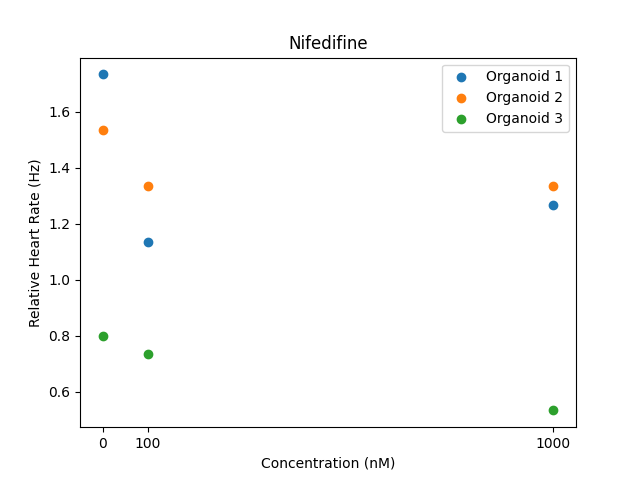 Nifedifine
Organoid 1
Organoid 2
Organoid 3
Relative Heart Rate (Hz)
1.6
1.4
1.2
1.0
0.8
0.6
0 100 1000
Concentration (nM)